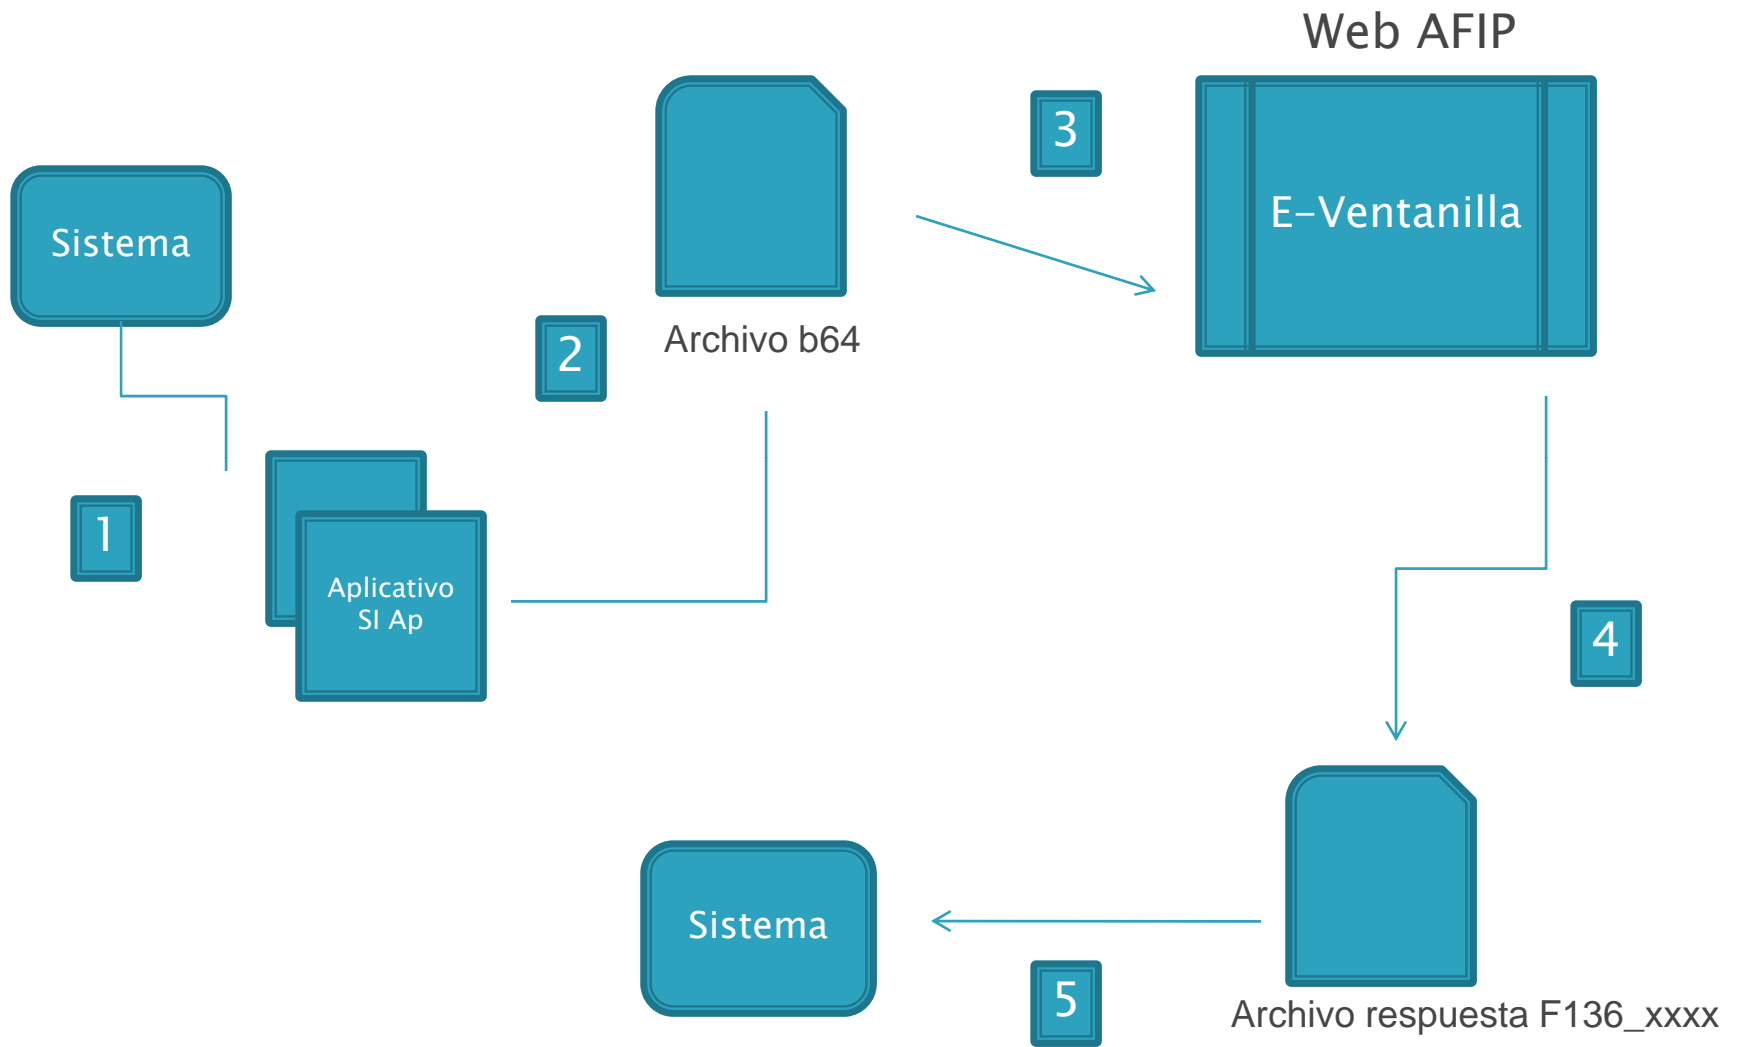 Web AFIP
3
E-Ventanilla
Sistema
2
Archivo b64
1
Aplicativo
SI Ap
4
Sistema
5
Archivo respuesta F136_xxxx